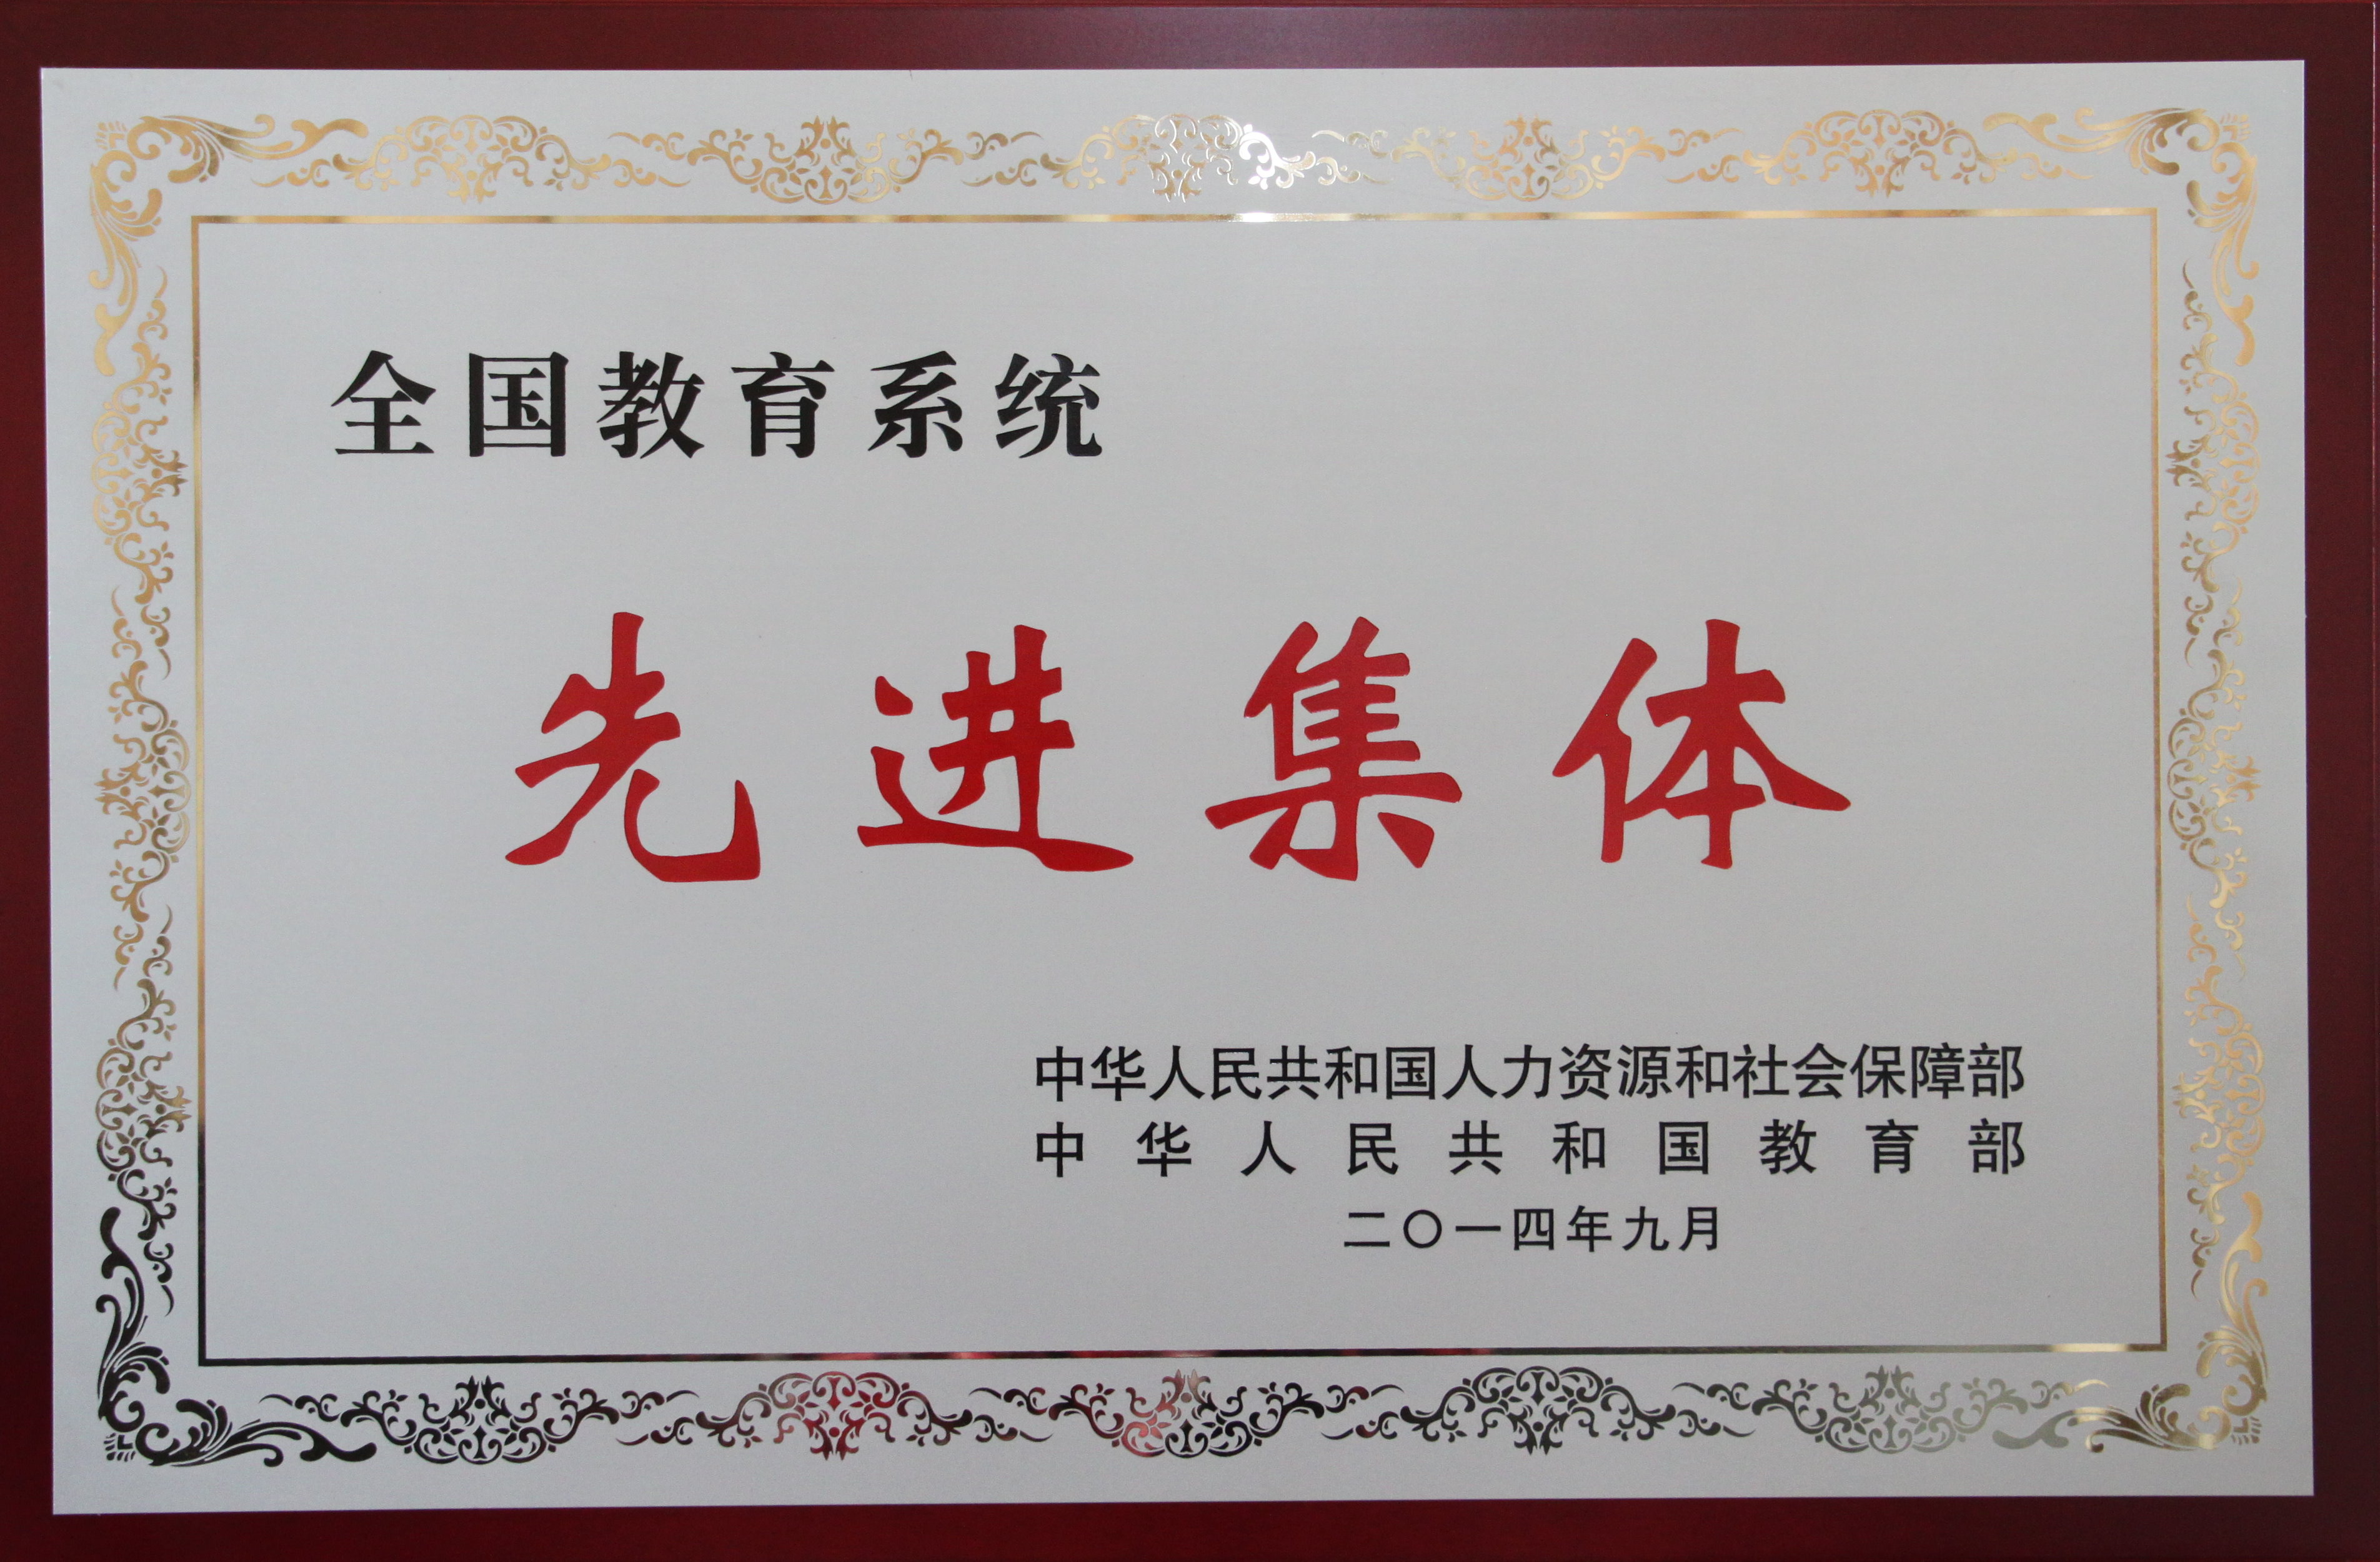 全国教育系统
先进集体
中华人民共和国人力资源和社会保障部
中华人民共和国教育部
二〇一四年九月